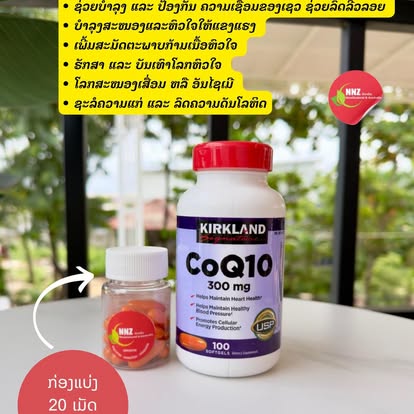 • ຊ່ວຍບຳລຸງ ແລະ ປ້ອງກັນ ຄວາມເຊື່ອມຂອງເຊວ ຊ່ວຍລົດລິ້ວລອຍ
• ບຳລຸງສະໝອງແລະຫົວໃຈໃຫ້ແຂງແຮງ
• ເພີ້ມສະມັດຕະພາບກ້າມເນື້ອຫົວໃຈ
• ຮັກສາ ແລະ ບັນເທົາໂລກຫົວໃຈ
• ໂລກສະໝອງເສື່ອມ ຫລື ອັນໄຊເມີ
• ຊະລໍຄວາມແກ່ ແລະ ລົດຄວາມດັນໂລຫິດ
NNZ
KIRKLAND
Signature
CoQ10
300 mg
Helps Maintain Heart Health
Helps Maintain Healthy
Blood Pressure
Promotes Cellular
Energy Production
USP
100
SOFTGELS
NNZ
ກ່ອງແບ່ງ
20 ເມັດ